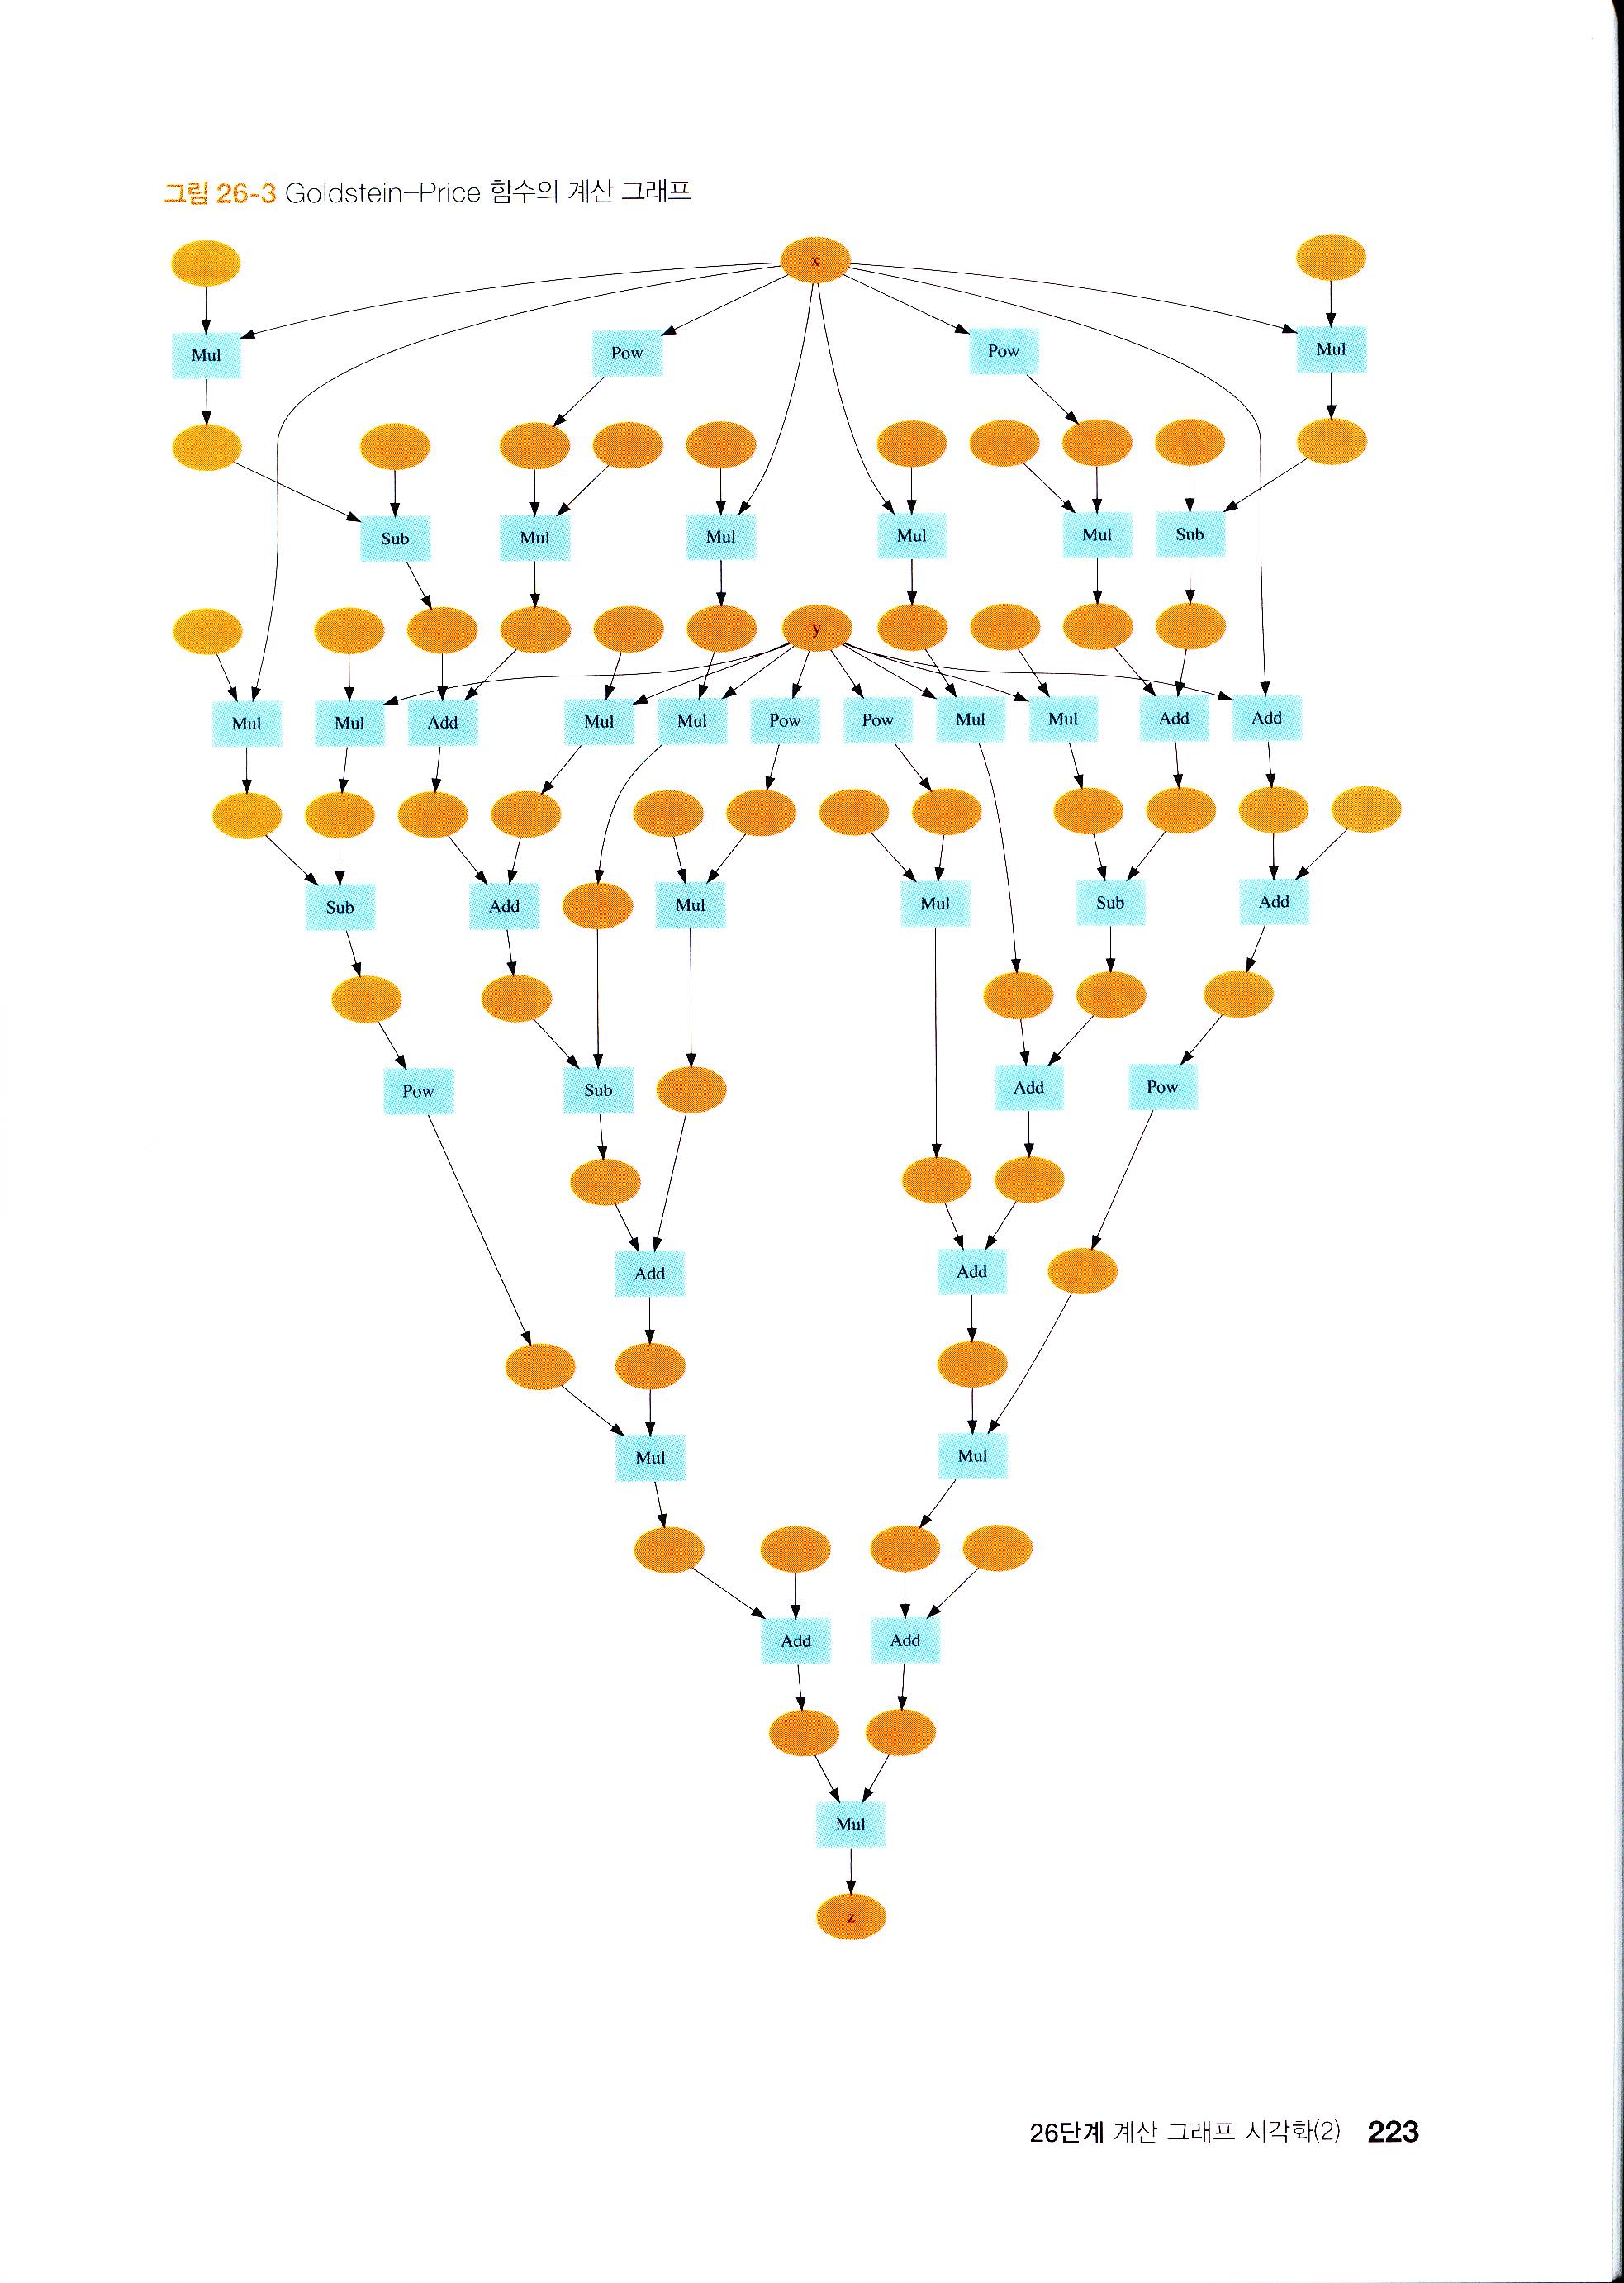 그림 26-3 Goldstein-Price 함수의 계산 그래프
x
Mul Pow Pow Mul
Sub Mul Mul Mul Mul Sub
y
Mul Mul Add Mul Mul Pow Pow Mul Mul Add Add
Sub Add Mul Mul Sub Add
Pow Sub Add Pow
Add Add
Mul Mul
Add Add
Mul
z
26단계 계산 그래프 시각화(2) 223